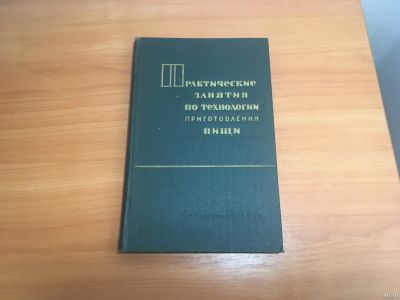 ПРАКТИЧЕСКИЕ
ЗАНЯТИЯ
ПО ТЕХНОЛОГИИ
ПРИГОТОВЛЕНИЯ
ПИЩИ